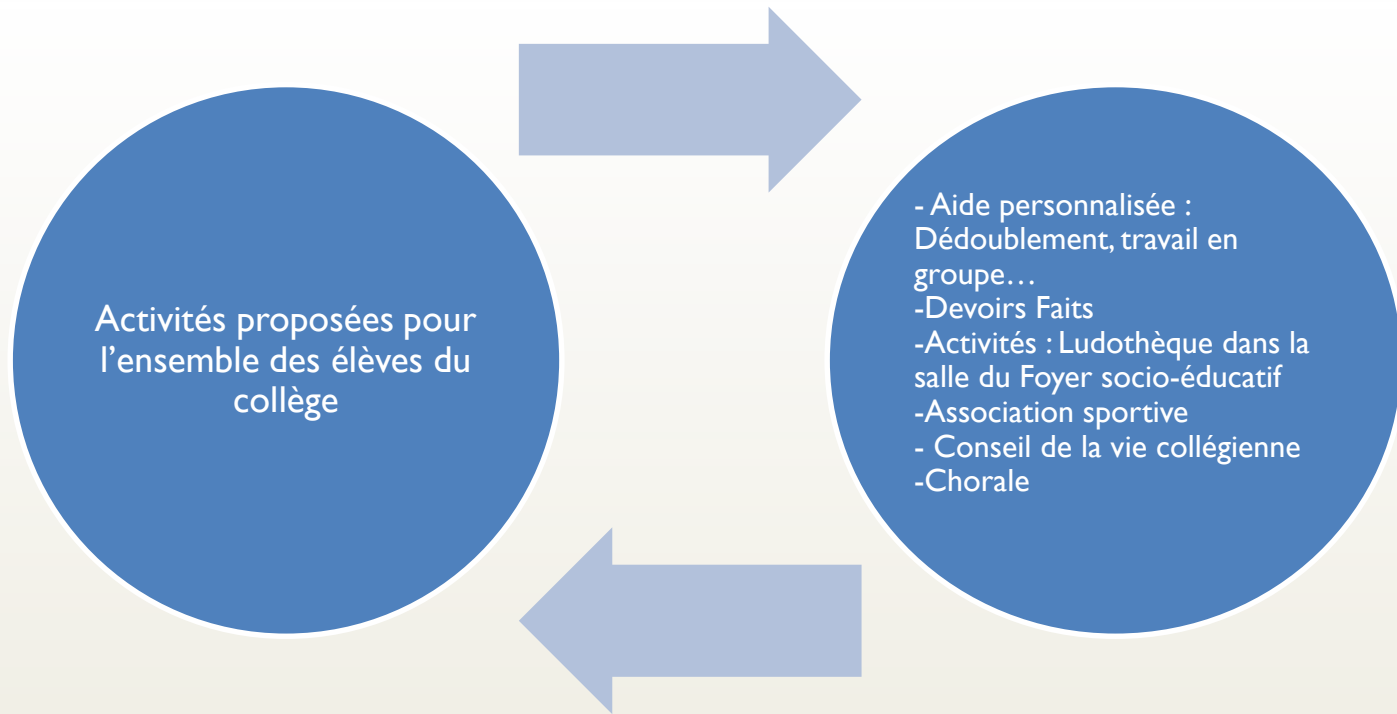 Activités proposées pour
l’ensemble des élèves du
collège
- Aide personnalisée :
Dédoublement, travail en
groupe…
-Devoirs Faits
-Activités : Ludothèque dans la
salle du Foyer socio-éducatif
-Association sportive
- Conseil de la vie collégienne
-Chorale